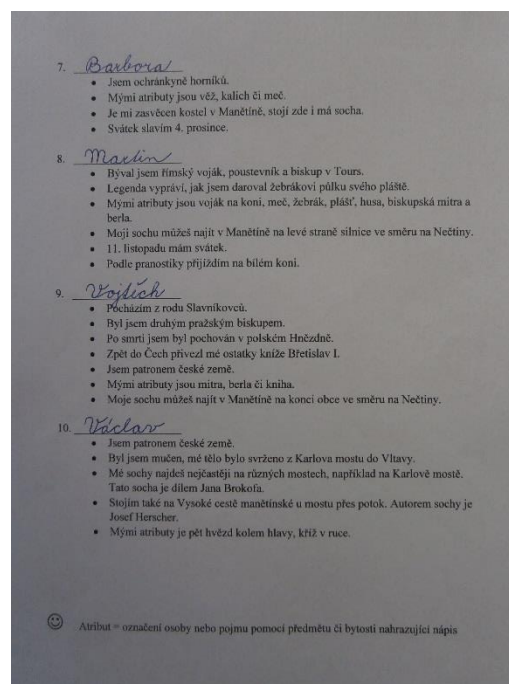 7. Barbora
• Jsem ochránkyně horníků.
• Mými atributy jsou věž, kalich či meč.
• Je mi zasvěcen kostel v Manětíně, stojí zde i má socha.
• Svátek slavím 4. prosince.
8. Martin
• Býval jsem římský voják, poustevník a biskup v Tours.
• Legenda vypráví, jak jsem daroval žebrákovi půlku svého pláště.
• Mými atributy jsou voják na koni, meč, žebrák, plášť, husa, biskupská mitra a
berla.
• Moji sochu můžeš najít v Manětíně na levé straně silnice ve směru na Nečtiny.
• 11. listopadu mám svátek.
• Podle pranostiky přijíždím na bílém koni.
9. Vojtěch
• Pocházím z rodu Slavníkovců.
• Byl jsem druhým pražským biskupem.
• Po smrti jsem byl pochován v polském Hnězdně.
• Zpět do Čech přivezl mé ostatky kníže Břetislav I.
• Jsem patronem české země.
• Mými atributy jsou mitra, berla či kniha.
• Moje sochu můžeš najít v Manětíně na konci obce ve směru na Nečtiny.
10. Václav
• Jsem patronem české země.
• Byl jsem mučen, mé tělo bylo svrženo z Karlova mostu do Vltavy.
• Mé sochy najdeš nejčastěji na různých mostech, například na Karlově mostě.
Tato socha je dílem Jana Brokofa.
• Stojím také na Vysoké cestě manětínské u mostu přes potok. Autorem sochy je
Josef Herscher.
• Mými atributy je pět hvězd kolem hlavy, kříž v ruce.
Atribut = označení osoby nebo pojmu pomocí předmětu či bytosti nahrazující nápis